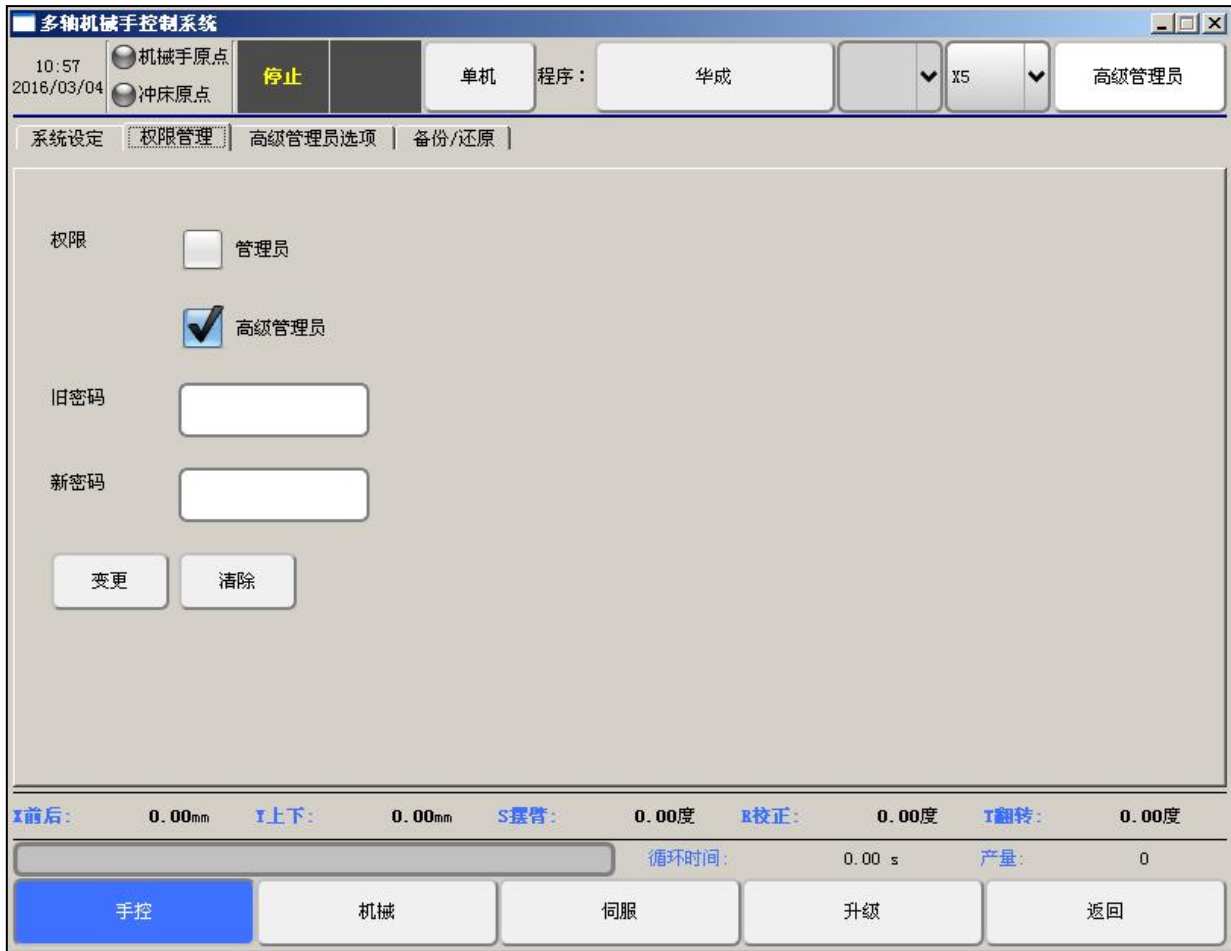 多轴机械手控制系统
10:57
2016/03/04
机械手原点
冲床原点
停止
单机
程序：
华成
X5
高级管理员
系统设定 权限管理 高级管理员选项 备份/还原
权限
管理员
高级管理员
旧密码
新密码
变更 清除
X前后: 0.00mm Y上下: 0.00mm S摆臂: 0.00度 R校正: 0.00度 T翻转: 0.00度
循环时间: 0.00 s 产量: 0
手控 机械 伺服 升级 返回